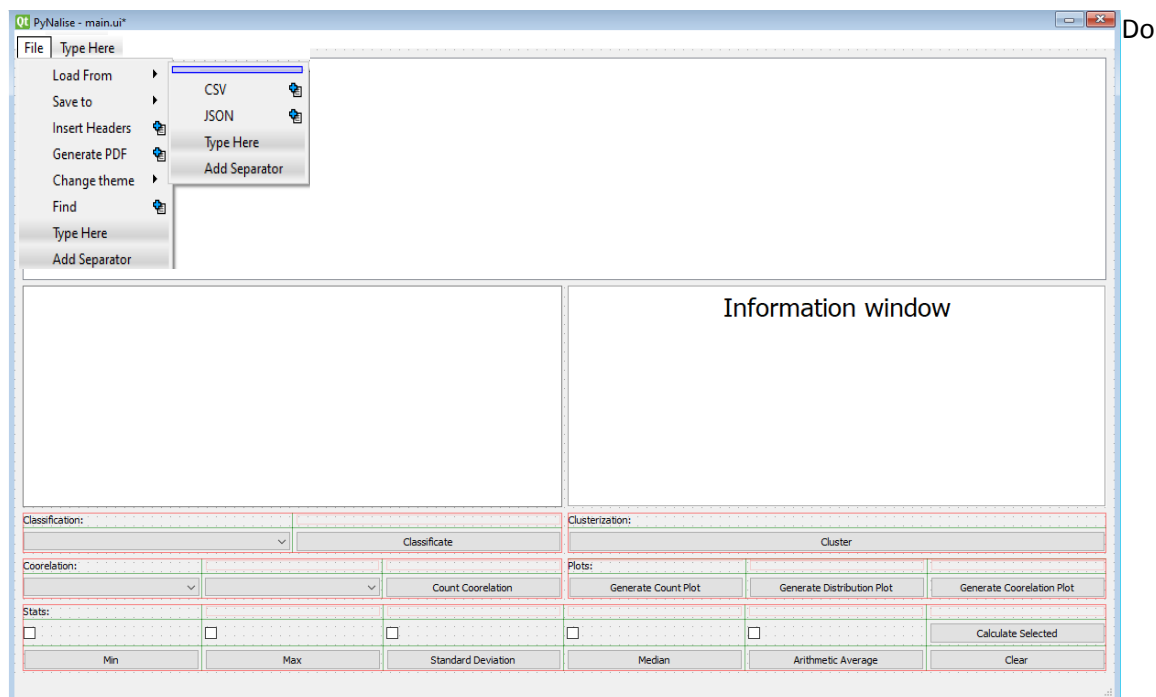 PyNalise - main.ui*
Do
File Type Here
Load From
CSV
Save to
JSON
Insert Headers
Type Here
Generate PDF
Add Separator
Change theme
Find
Type Here
Add Separator
Information window
Classification: Clusterization:
Classificate Cluster
Coorelation: Plots:
Count Coorelation Generate Count Plot Generate Distribution Plot Generate Coorelation Plot
Stats:
Calculate Selected
Min Max Standard Deviation Median Arithmetic Average Clear